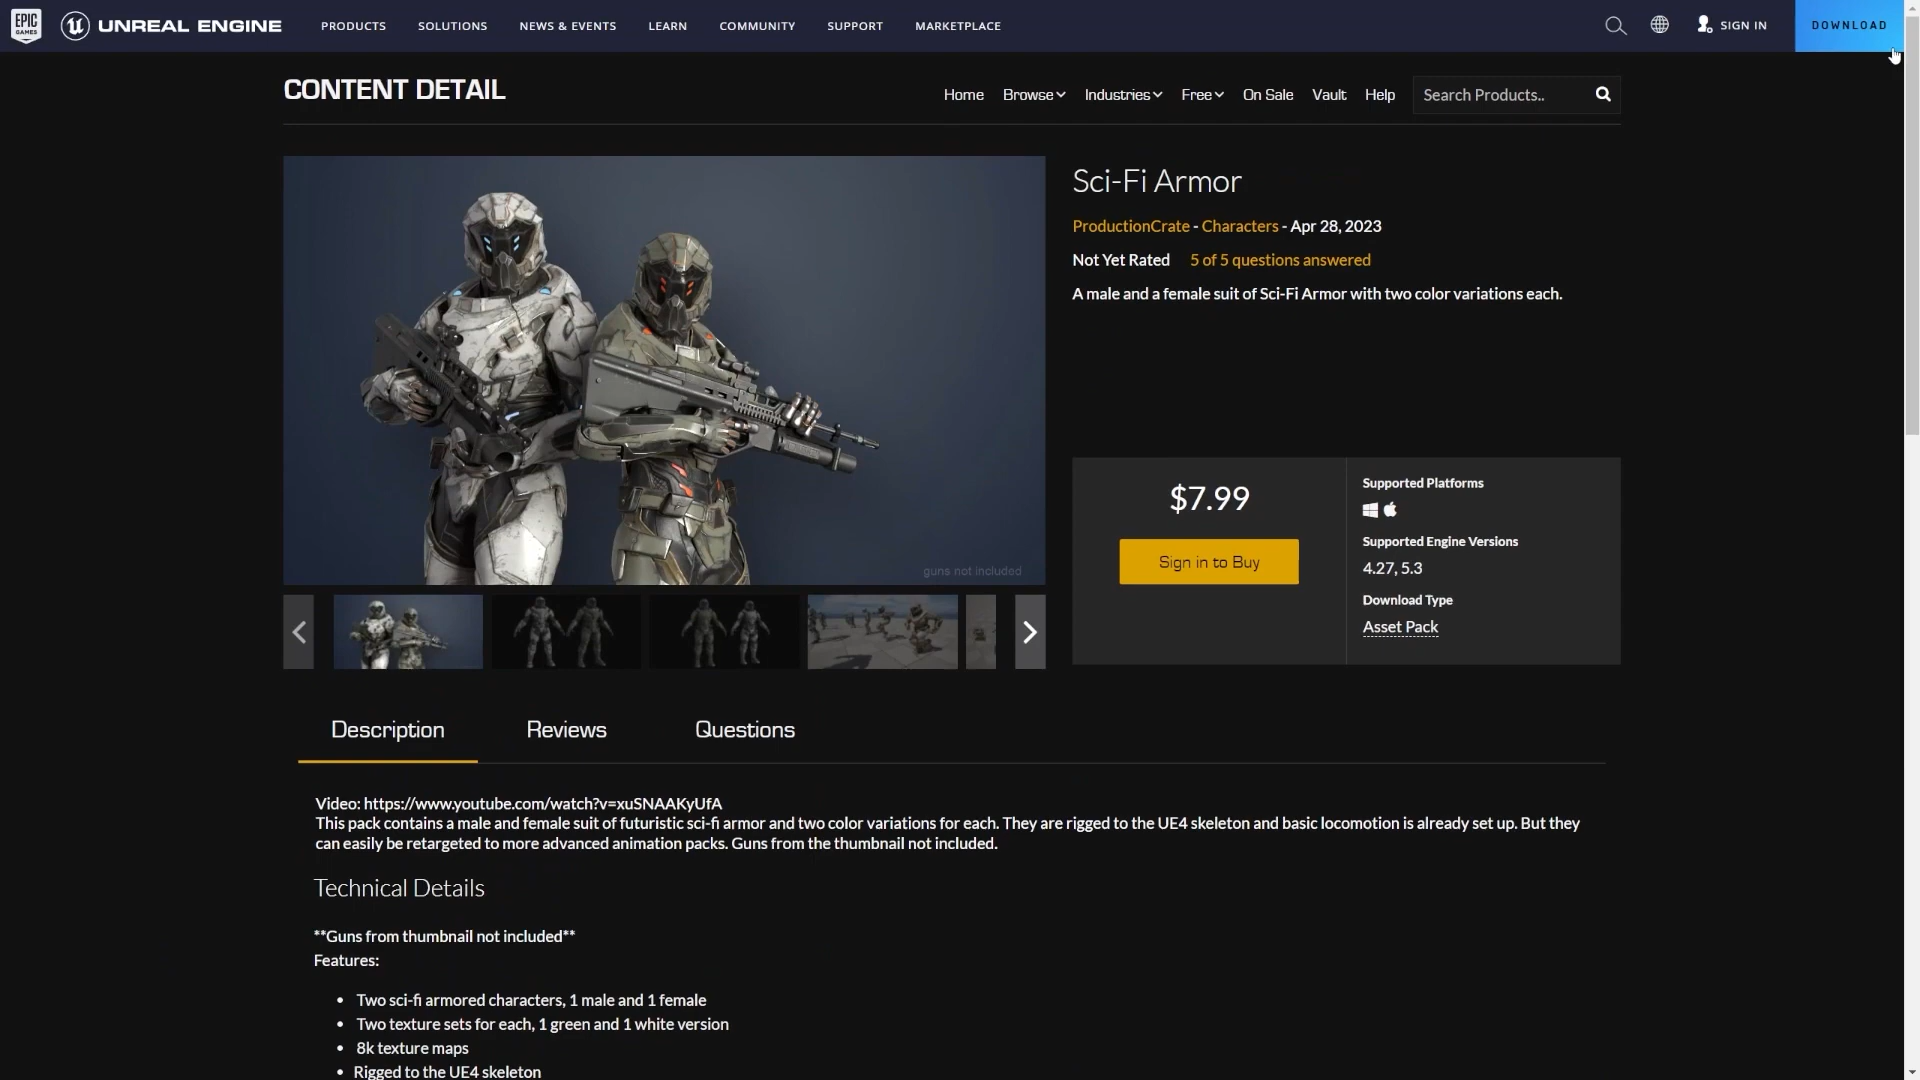 EPIC GAMES
UNREAL ENGINE
PRODUCTS
SOLUTIONS
NEWS & EVENTS
LEARN
COMMUNITY
SUPPORT
MARKETPLACE
SIGN IN
DOWNLOAD
CONTENT DETAIL
Home
Browse
Industries
Free
On Sale
Vault
Help
Search Products..
guns not included
Sci-Fi Armor
ProductionCrate - Characters - Apr 28, 2023
Not Yet Rated 5 of 5 questions answered
A male and a female suit of Sci-Fi Armor with two color variations each.
$7.99
Sign in to Buy
Supported Platforms
Supported Engine Versions
4.27, 5.3
Download Type
Asset Pack
Description
Reviews
Questions
Video: https://www.youtube.com/watch?v=xuSNAAKyUfA
This pack contains a male and female suit of futuristic sci-fi armor and two color variations for each. They are rigged to the UE4 skeleton and basic locomotion is already set up. But they
can easily be retargeted to more advanced animation packs. Guns from the thumbnail not included.
Technical Details
**Guns from thumbnail not included**
Features:
• Two sci-fi armored characters, 1 male and 1 female
• Two texture sets for each, 1 green and 1 white version
• 8k texture maps
• Rigged to the UE4 skeleton